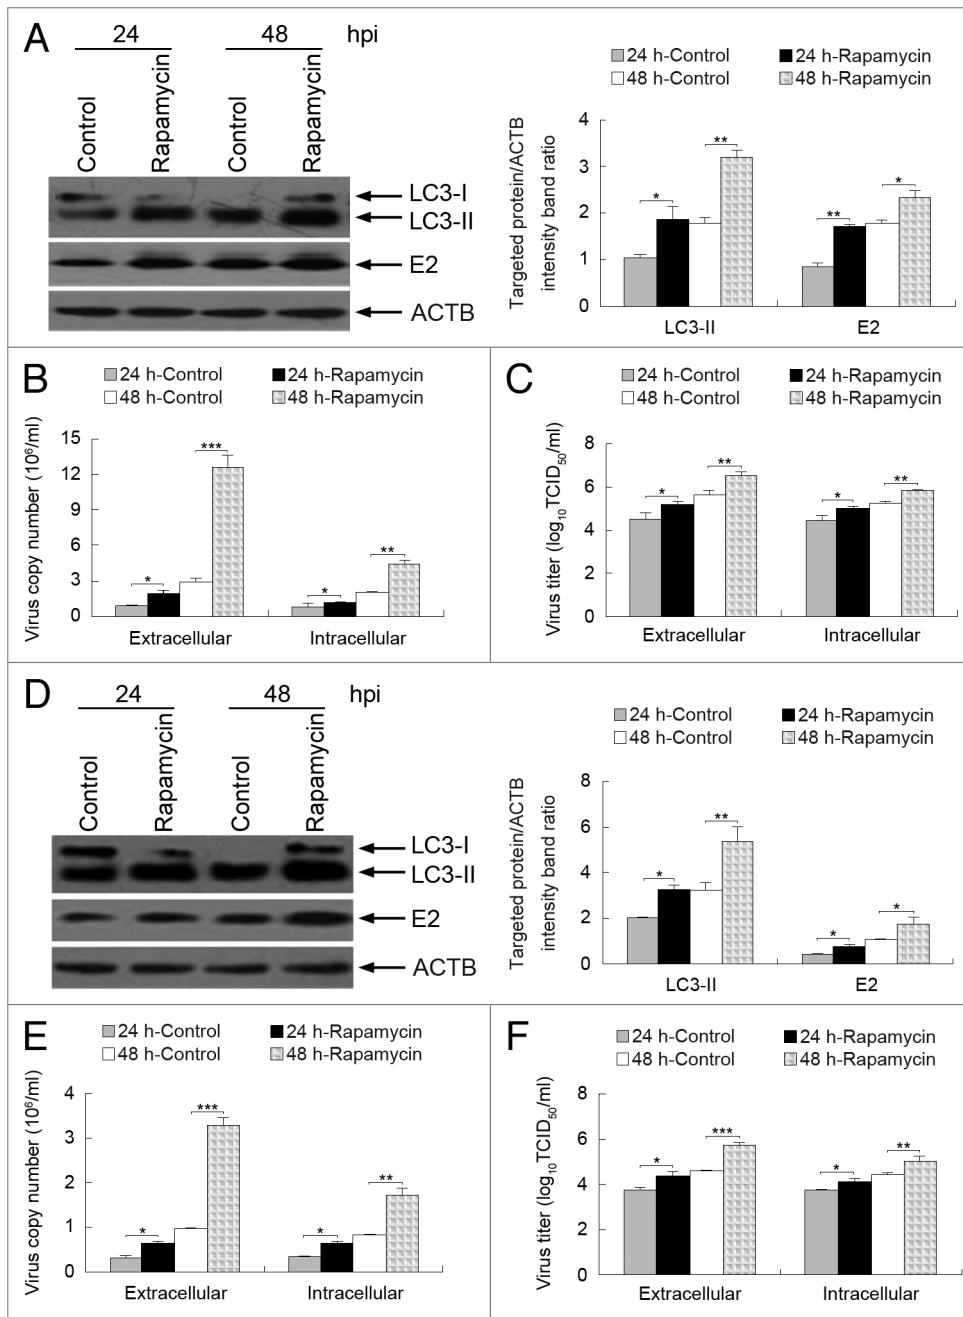 A
24 48 hpi
Control Rapamycin Control Rapamycin
LC3-I
LC3-II
E2
ACTB
24 h-Control 24 h-Rapamycin
48 h-Control 48 h-Rapamycin
Targeted protein/ACTB
intensity band ratio
4
3
2
1
0
* ** ** *
LC3-II E2
B
24 h-Control 24 h-Rapamycin
48 h-Control 48 h-Rapamycin
Virus copy number (10⁶/ml)
15
12
9
6
3
0
* *** * **
Extracellular Intracellular
C
24 h-Control 24 h-Rapamycin
48 h-Control 48 h-Rapamycin
Virus titer (log₁₀TCID₅₀/ml)
8
6
4
2
0
* ** * **
Extracellular Intracellular
D
24 48 hpi
Control Rapamycin Control Rapamycin
LC3-I
LC3-II
E2
ACTB
24 h-Control 24 h-Rapamycin
48 h-Control 48 h-Rapamycin
Targeted protein/ACTB
intensity band ratio
8
6
4
2
0
* ** * *
LC3-II E2
E
24 h-Control 24 h-Rapamycin
48 h-Control 48 h-Rapamycin
Virus copy number (10⁶/ml)
4
3
2
1
0
* *** * **
Extracellular Intracellular
F
24 h-Control 24 h-Rapamycin
48 h-Control 48 h-Rapamycin
Virus titer (log₁₀TCID₅₀/ml)
8
6
4
2
0
* *** * **
Extracellular Intracellular